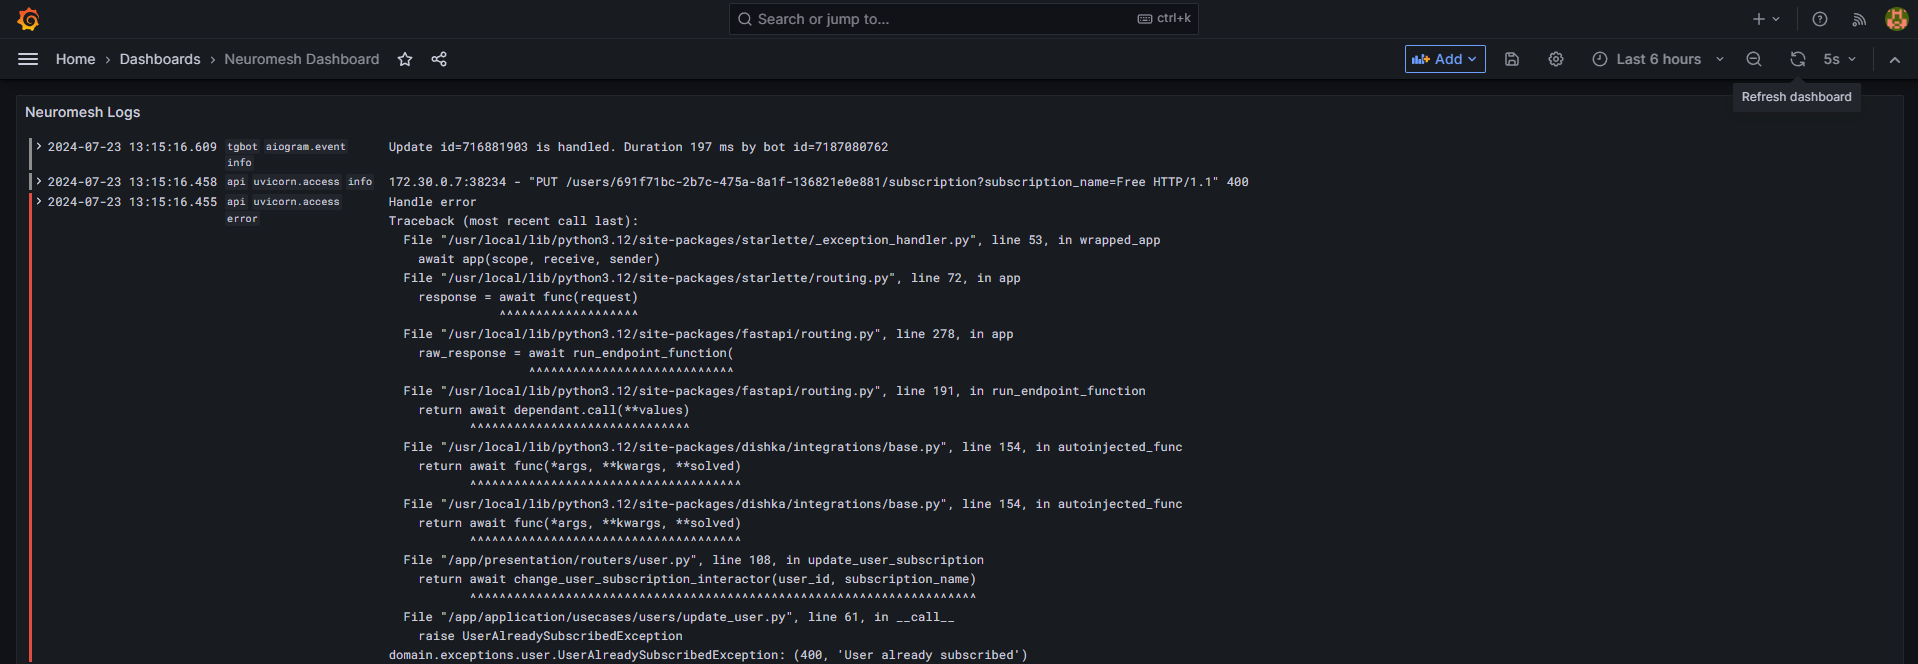 Search or jump to...
ctrl+k
Home › Dashboards › Neuromesh Dashboard
Add
Last 6 hours
5s
Refresh dashboard
Neuromesh Logs
2024-07-23 13:15:16.609 tgbot aiogram.event Update id=716881903 is handled. Duration 197 ms by bot id=7187080762
info
2024-07-23 13:15:16.458 api uvicorn.access info 172.30.0.7:38234 - "PUT /users/691f71bc-2b7c-475a-8a1f-136821e0e881/subscription?subscription_name=Free HTTP/1.1" 400
2024-07-23 13:15:16.455 api uvicorn.access Handle error
error
Traceback (most recent call last):
File "/usr/local/lib/python3.12/site-packages/starlette/_exception_handler.py", line 53, in wrapped_app
await app(scope, receive, sender)
File "/usr/local/lib/python3.12/site-packages/starlette/routing.py", line 72, in app
response = await func(request)
^^^^^^^^^^^^^^^^^^^
File "/usr/local/lib/python3.12/site-packages/fastapi/routing.py", line 278, in app
raw_response = await run_endpoint_function(
^^^^^^^^^^^^^^^^^^^^^^^^^^^^
File "/usr/local/lib/python3.12/site-packages/fastapi/routing.py", line 191, in run_endpoint_function
return await dependant.call(**values)
^^^^^^^^^^^^^^^^^^^^^^^^^^^^^^
File "/usr/local/lib/python3.12/site-packages/dishka/integrations/base.py", line 154, in autoinjected_func
return await func(*args, **kwargs, **solved)
^^^^^^^^^^^^^^^^^^^^^^^^^^^^^^^^^^^^^
File "/usr/local/lib/python3.12/site-packages/dishka/integrations/base.py", line 154, in autoinjected_func
return await func(*args, **kwargs, **solved)
^^^^^^^^^^^^^^^^^^^^^^^^^^^^^^^^^^^^^
File "/app/presentation/routers/user.py", line 108, in update_user_subscription
return await change_user_subscription_interactor(user_id, subscription_name)
^^^^^^^^^^^^^^^^^^^^^^^^^^^^^^^^^^^^^^^^^^^^^^^^^^^^^^^^^^^^^^^^^^^^^
File "/app/application/usecases/users/update_user.py", line 61, in __call__
raise UserAlreadySubscribedException
domain.exceptions.user.UserAlreadySubscribedException: (400, 'User already subscribed')